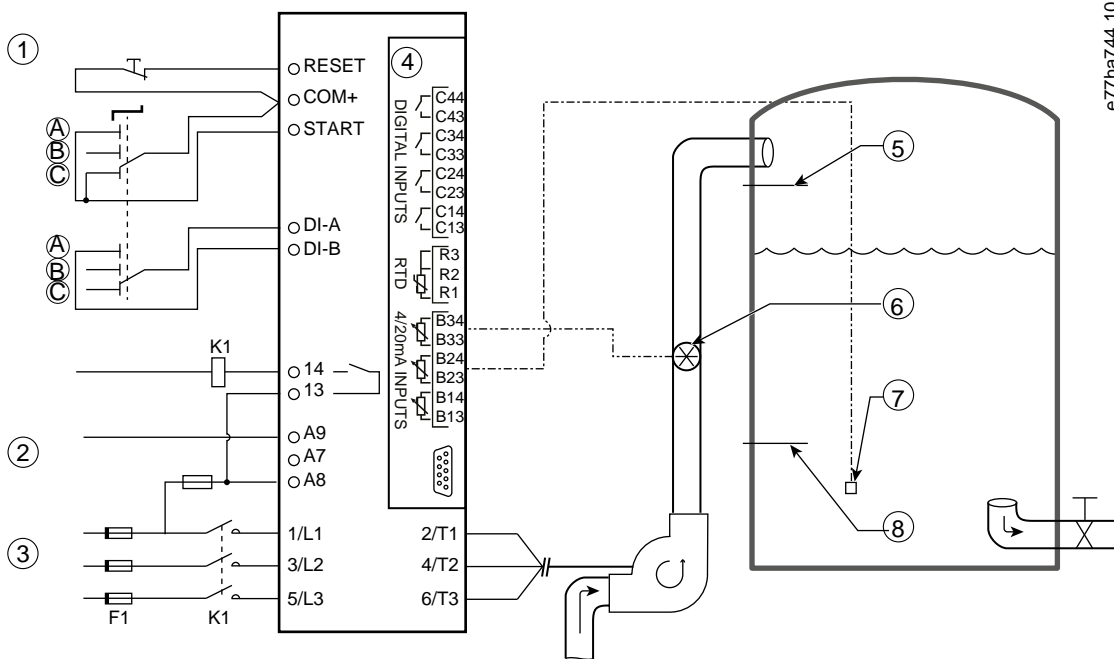 1
RESET
COM+
START
A
B
C
DI-A
DI-B
A
B
C
K1
14
13
2
A9
A7
A8
3
1/L1
3/L2
5/L3
F1
K1
2/T1
4/T2
6/T3
4
DIGITAL INPUTS
C44
C43
C34
C33
C24
C23
C14
C13
RTD
R3
R2
R1
4/20mA INPUTS
B34
B33
B24
B23
B14
B13
5
6
7
8
e77ha744.10